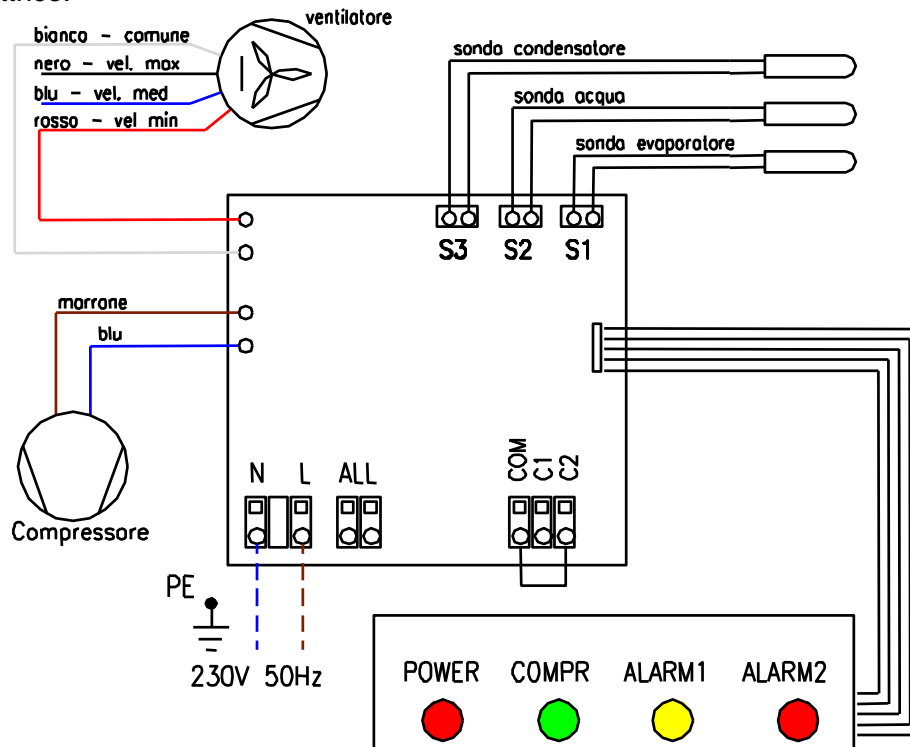 ventilatore
bianco - comune
nero - vel. max
blu - vel. med
rosso - vel min
sonda condensatore
sonda acqua
sonda evaporatore
S3 S2 S1
marrone
blu
Compressore
N L ALL COM C1 C2
PE
230V 50Hz
POWER COMPR ALARM1 ALARM2